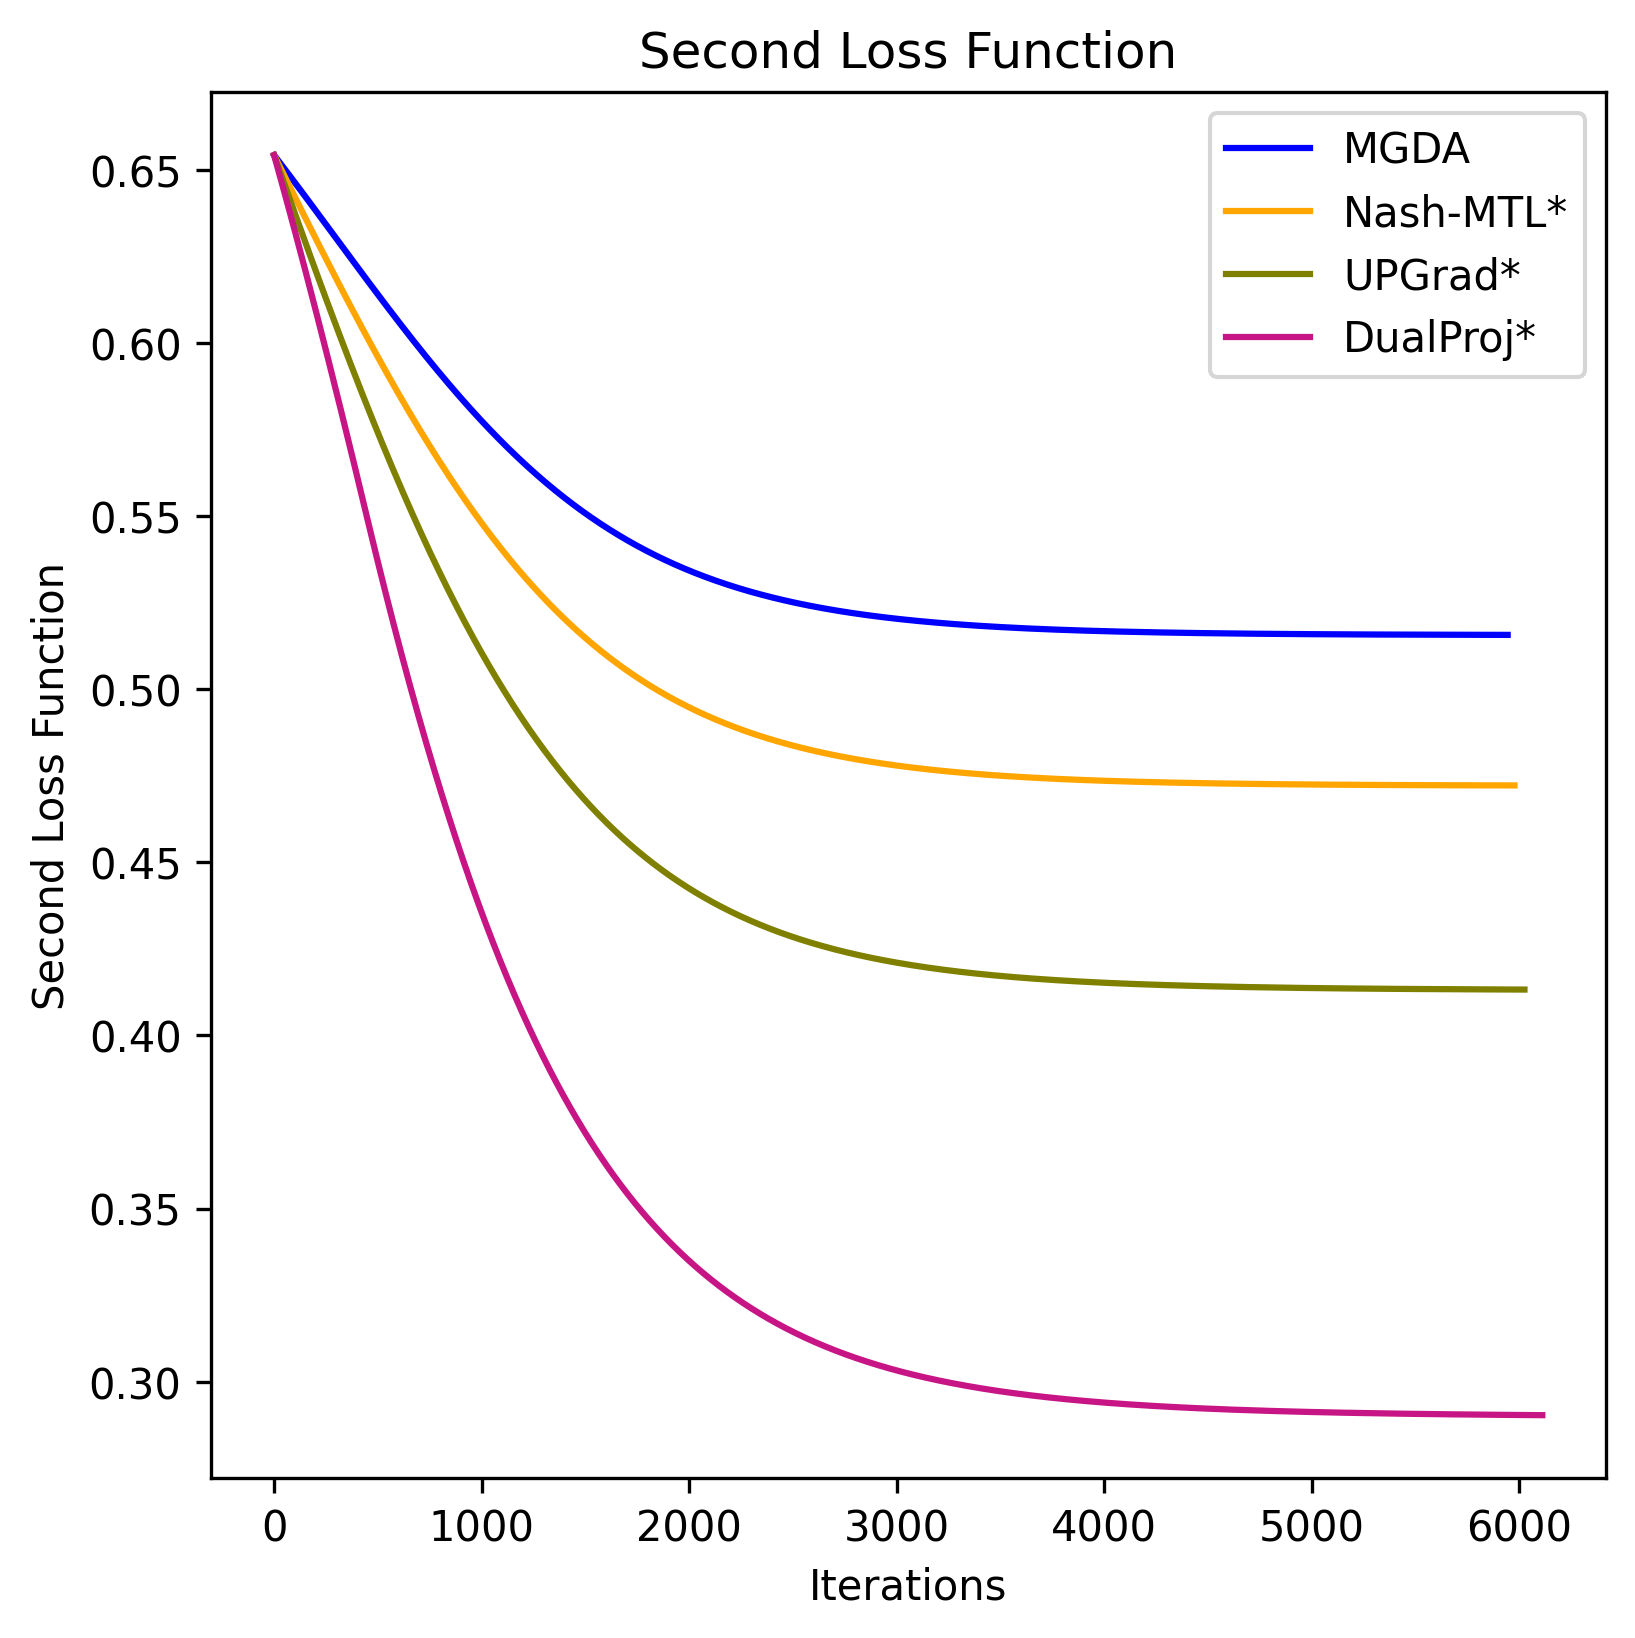 Second Loss Function
MGDA
Nash-MTL*
UPGrad*
DualProj*
Second Loss Function
0.65
0.60
0.55
0.50
0.45
0.40
0.35
0.30
0 1000 2000 3000 4000 5000 6000
Iterations